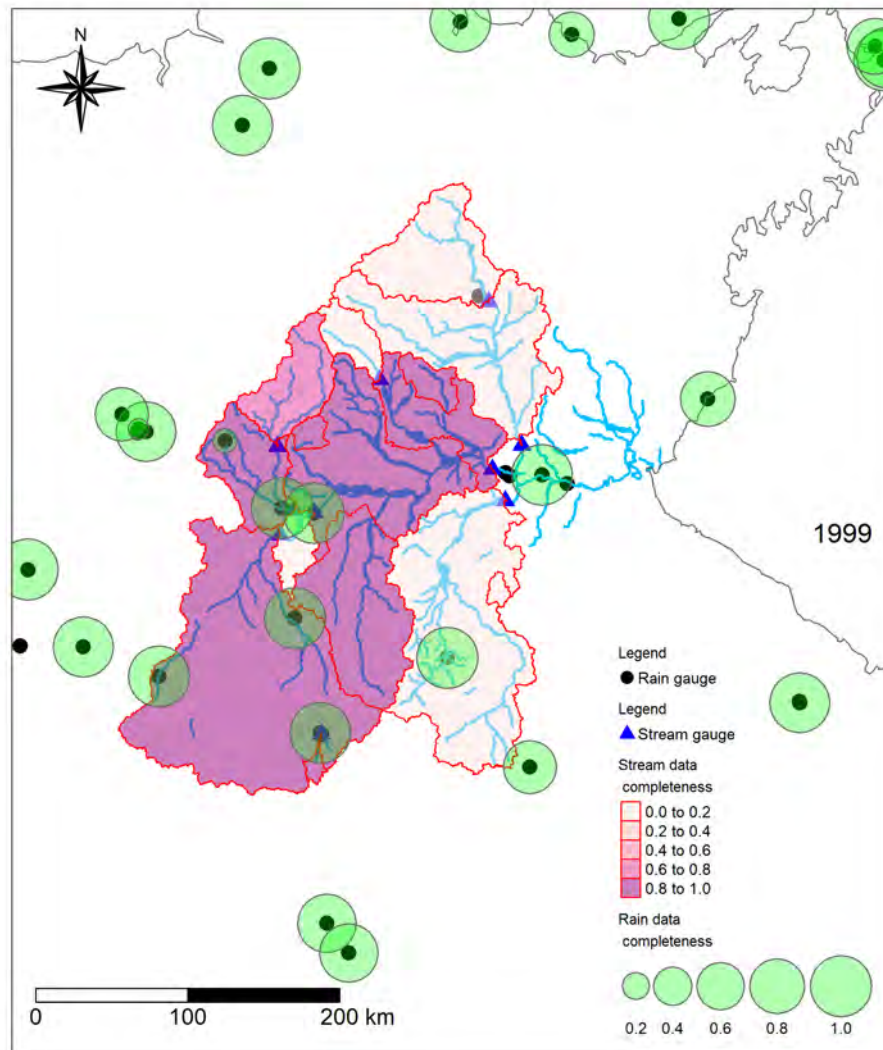 N
1999
Legend
Rain gauge
Legend
Stream gauge
Stream data
completeness
0.0 to 0.2
0.2 to 0.4
0.4 to 0.6
0.6 to 0.8
0.8 to 1.0
Rain data
completeness
0.2 0.4 0.6 0.8 1.0
0 100 200 km